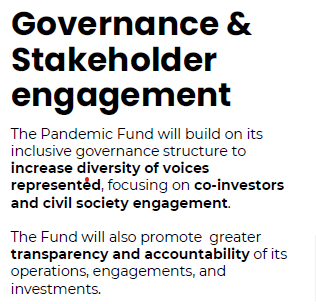 Governance &
Stakeholder
engagement
The Pandemic Fund will build on its
inclusive governance structure to
increase diversity of voices
represented, focusing on co-investors
and civil society engagement.
The Fund will also promote  greater
transparency and accountability of its
operations, engagements, and
investments.